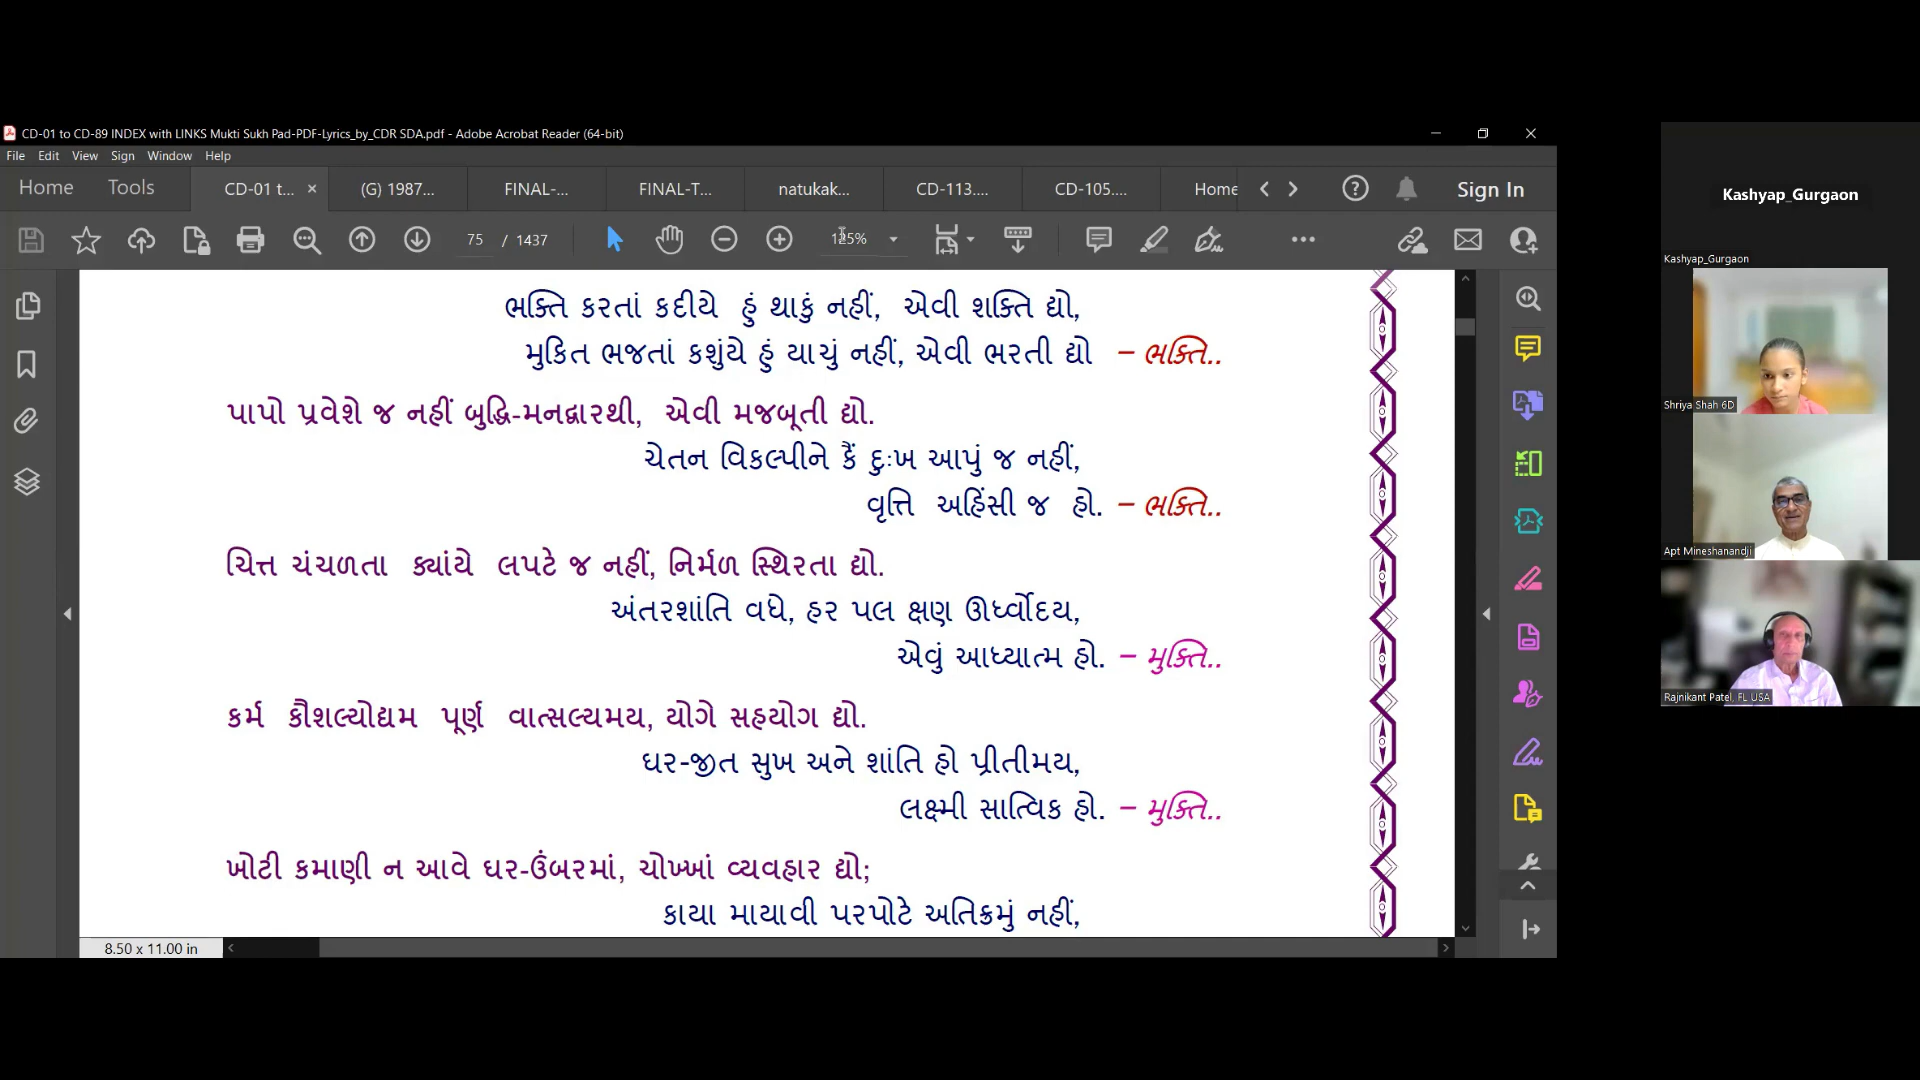 CD-01 to CD-89 INDEX with LINKS Mukti Sukh Pad-PDF-Lyrics_by_CDR SDA.pdf - Adobe Acrobat Reader (64-bit)
File Edit View Sign Window Help
Home Tools CD-01 t... (G) 1987... FINAL-... FINAL-T... natukak... CD-113.... CD-105.... Home Sign In
75 / 1437 125%
ભક્તિ કરતાં કદીયે હું થાકું નહીં, એવી શક્તિ દ્યો,
મુકિત ભજતાં કશુંયે હું યાચું નહીં, એવી ભરતી દ્યો – ભક્તિ..
પાપો પ્રવેશે જ નહીં બુદ્ધિ-મનદ્વારથી, એવી મજબૂતી દ્યો.
ચેતન વિકલ્પીને કૈં દુઃખ આપું જ નહીં,
વૃત્તિ અહિંસી જ હો. – ભક્તિ..
ચિત્ત ચંચળતા ક્યાંયે લપટે જ નહીં, નિર્મળ સ્થિરતા દ્યો.
અંતરશાંતિ વધે, હર પલ ક્ષણ ઊર્ધ્વોદય,
એવું આધ્યાત્મ હો. – મુક્તિ..
કર્મ કૌશલ્યોદ્યમ પૂર્ણ વાત્સલ્યમય, યોગે સહયોગ દ્યો.
ઘર-જીત સુખ અને શાંતિ હો પ્રીતીમય,
લક્ષ્મી સાત્વિક હો. – મુક્તિ..
ખોટી કમાણી ન આવે ઘર-ઉંબરમાં, ચોખ્ખાં વ્યવહાર દ્યો;
કાયા માયાવી પરપોટે અતિક્રમું નહીં,
8.50 x 11.00 in
Kashyap_Gurgaon
Kashyap_Gurgaon
Shriya Shah 6D
Apt Mineshanandji
Rajnikant Patel, FL USA